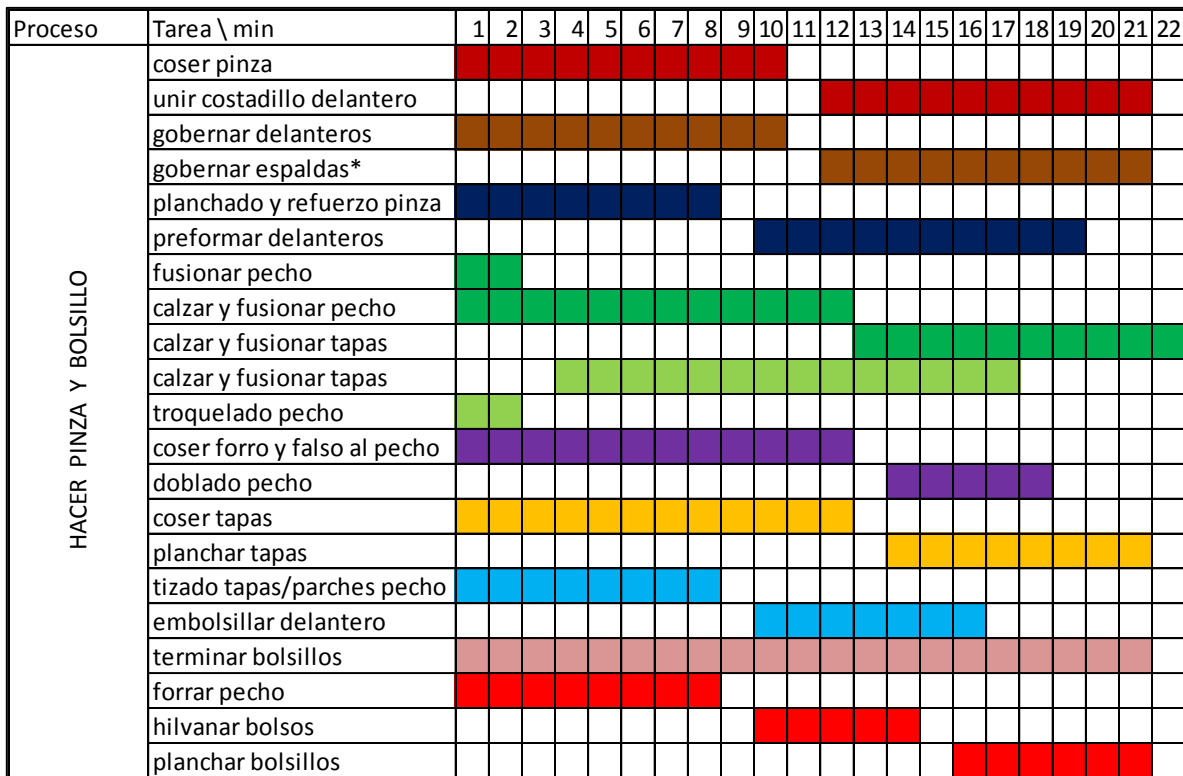 Proceso Tarea \ min 1 2 3 4 5 6 7 8 9 10 11 12 13 14 15 16 17 18 19 20 21 22
HACER PINZA Y BOLSILLO
coser pinza
unir costadillo delantero
gobernar delanteros
gobernar espaldas*
planchado y refuerzo pinza
preformar delanteros
fusionar pecho
calzar y fusionar pecho
calzar y fusionar tapas
calzar y fusionar tapas
troquelado pecho
coser forro y falso al pecho
doblado pecho
coser tapas
planchar tapas
tizado tapas/parches pecho
embolsillar delantero
terminar bolsillos
forrar pecho
hilvanar bolsos
planchar bolsillos